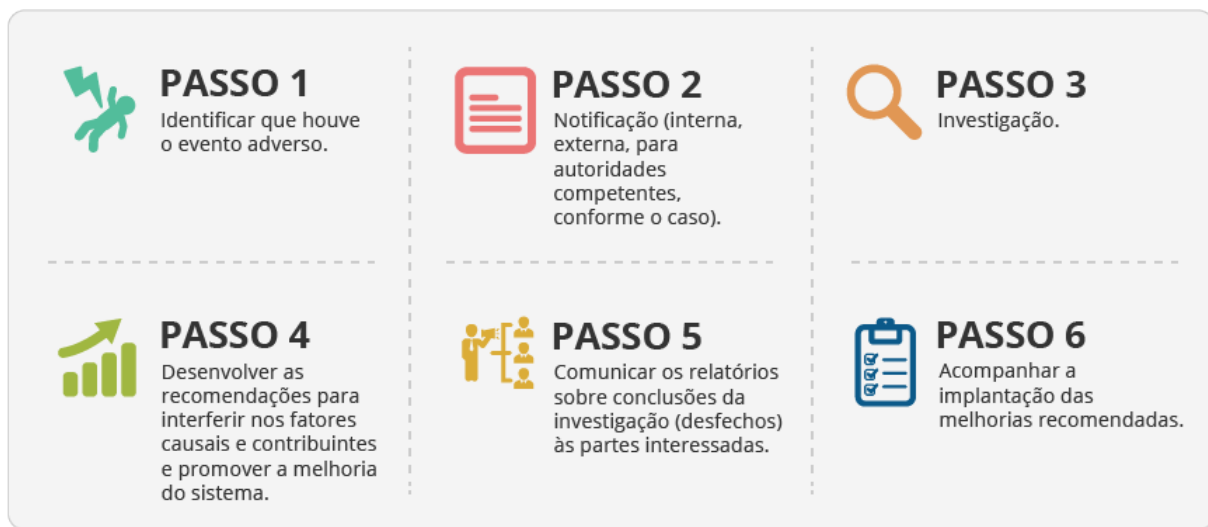 PASSO 1
Identificar que houve
o evento adverso.
PASSO 2
Notificação (interna,
externa, para
autoridades
competentes,
conforme o caso).
PASSO 3
Investigação.
PASSO 4
Desenvolver as
recomendações para
interferir nos fatores
causais e contribuintes
e promover a melhoria
do sistema.
PASSO 5
Comunicar os relatórios
sobre conclusões da
investigação (desfechos)
às partes interessadas.
PASSO 6
Acompanhar a
implantação das
melhorias recomendadas.